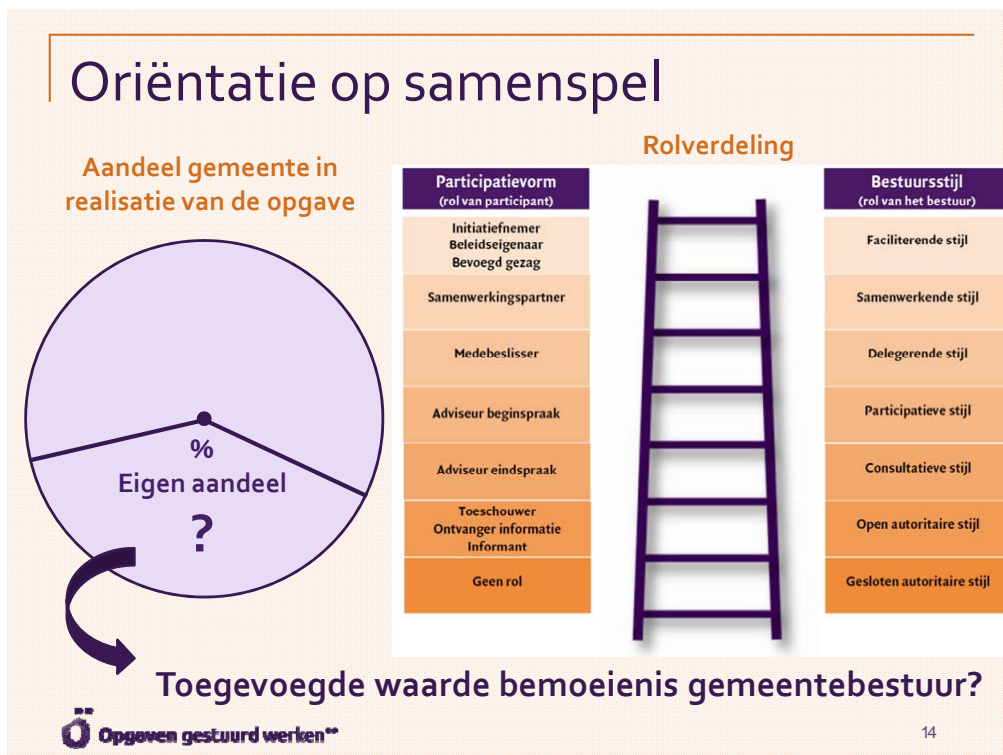 Oriëntatie op samenspel
Aandeel gemeente in
realisatie van de opgave
%
Eigen aandeel
?
Rolverdeling
Participatievorm
(rol van participant)
Initiatiefnemer
Beleidseigenaar
Bevoegd gezag
Samenwerkingspartner
Medebeslisser
Adviseur beginspraak
Adviseur eindspraak
Toeschouwer
Ontvanger informatie
Informant
Geen rol
Bestuursstijl
(rol van het bestuur)
Faciliterende stijl
Samenwerkende stijl
Delegerende stijl
Participatieve stijl
Consultatieve stijl
Open autoritaire stijl
Gesloten autoritaire stijl
Toegevoegde waarde bemoeienis gemeentebestuur?
Opgaven gestuurd werken
14